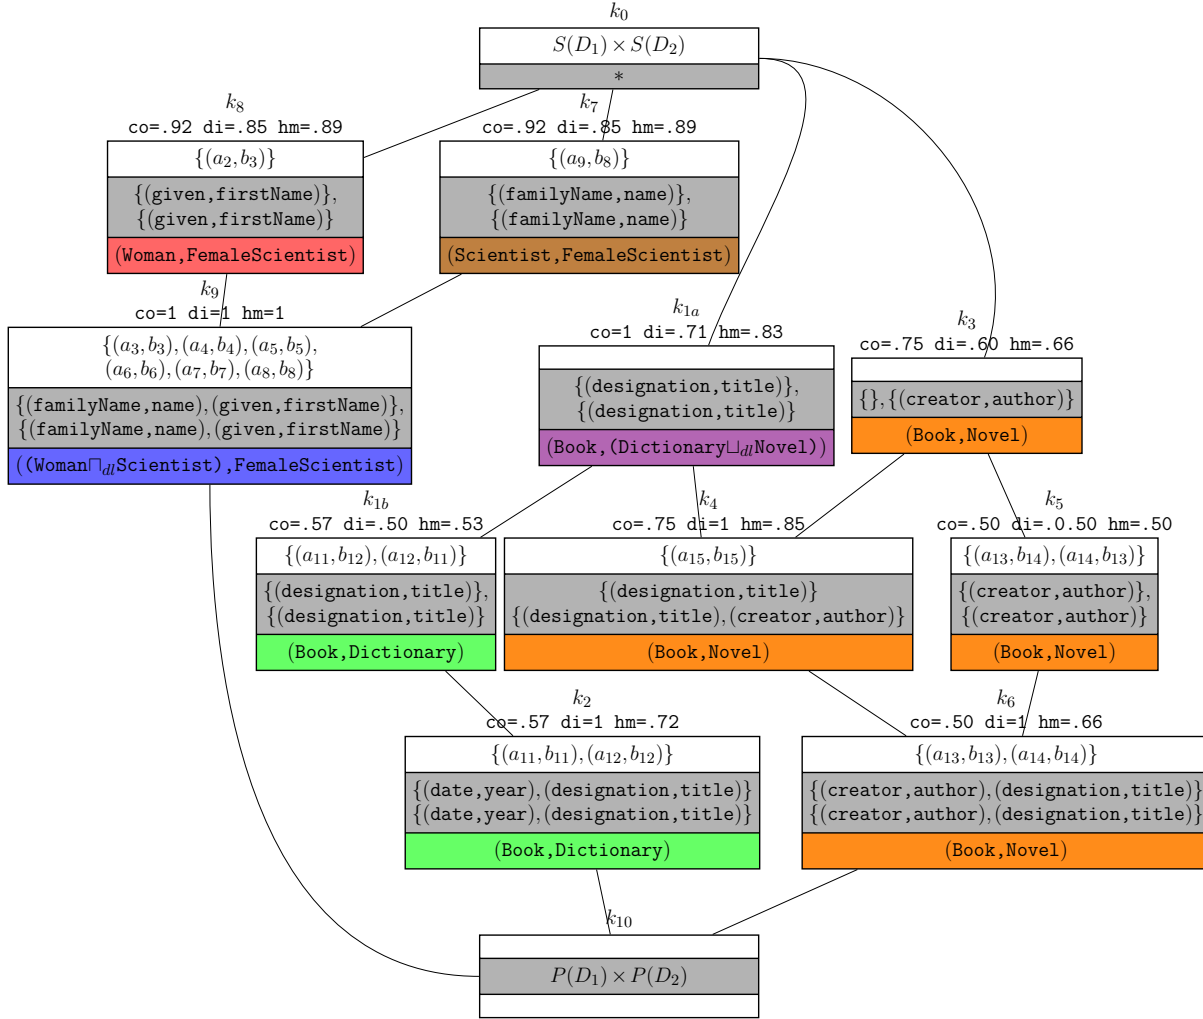 k₀
S(D₁) × S(D₂)
*
k₈
co=.92 di=.85 hm=.89
{(a₂,b₃)}
{(given,firstName)},
{(given,firstName)}
(Woman,FemaleScientist)
k₇
co=.92 di=.85 hm=.89
{(a₉,b₈)}
{(familyName,name)},
{(familyName,name)}
(Scientist,FemaleScientist)
k₉
co=1 di=1 hm=1
{(a₃,b₃),(a₄,b₄),(a₅,b₅),
(a₆,b₆),(a₇,b₇),(a₈,b₈)}
{(familyName,name),(given,firstName)},
{(familyName,name),(given,firstName)}
((Woman⊓_{dl}Scientist),FemaleScientist)
k_{1a}
co=1 di=.71 hm=.83
{(designation,title)},
{(designation,title)}
(Book,(Dictionary⊔_{dl}Novel))
k₃
co=.75 di=.60 hm=.66
{},{(creator,author)}
(Book,Novel)
k_{1b}
co=.57 di=.50 hm=.53
{(a₁₁,b₁₂),(a₁₂,b₁₁)}
{(designation,title)},
{(designation,title)}
(Book,Dictionary)
k₄
co=.75 di=1 hm=.85
{(a₁₅,b₁₅)}
{(designation,title)}
{(designation,title),(creator,author)}
(Book,Novel)
k₅
co=.50 di=.0.50 hm=.50
{(a₁₃,b₁₄),(a₁₄,b₁₃)}
{(creator,author)},
{(creator,author)}
(Book,Novel)
k₂
co=.57 di=1 hm=.72
{(a₁₁,b₁₁),(a₁₂,b₁₂)}
{(date,year),(designation,title)}
{(date,year),(designation,title)}
(Book,Dictionary)
k₆
co=.50 di=1 hm=.66
{(a₁₃,b₁₃),(a₁₄,b₁₄)}
{(creator,author),(designation,title)}
{(creator,author),(designation,title)}
(Book,Novel)
k₁₀
P(D₁) × P(D₂)